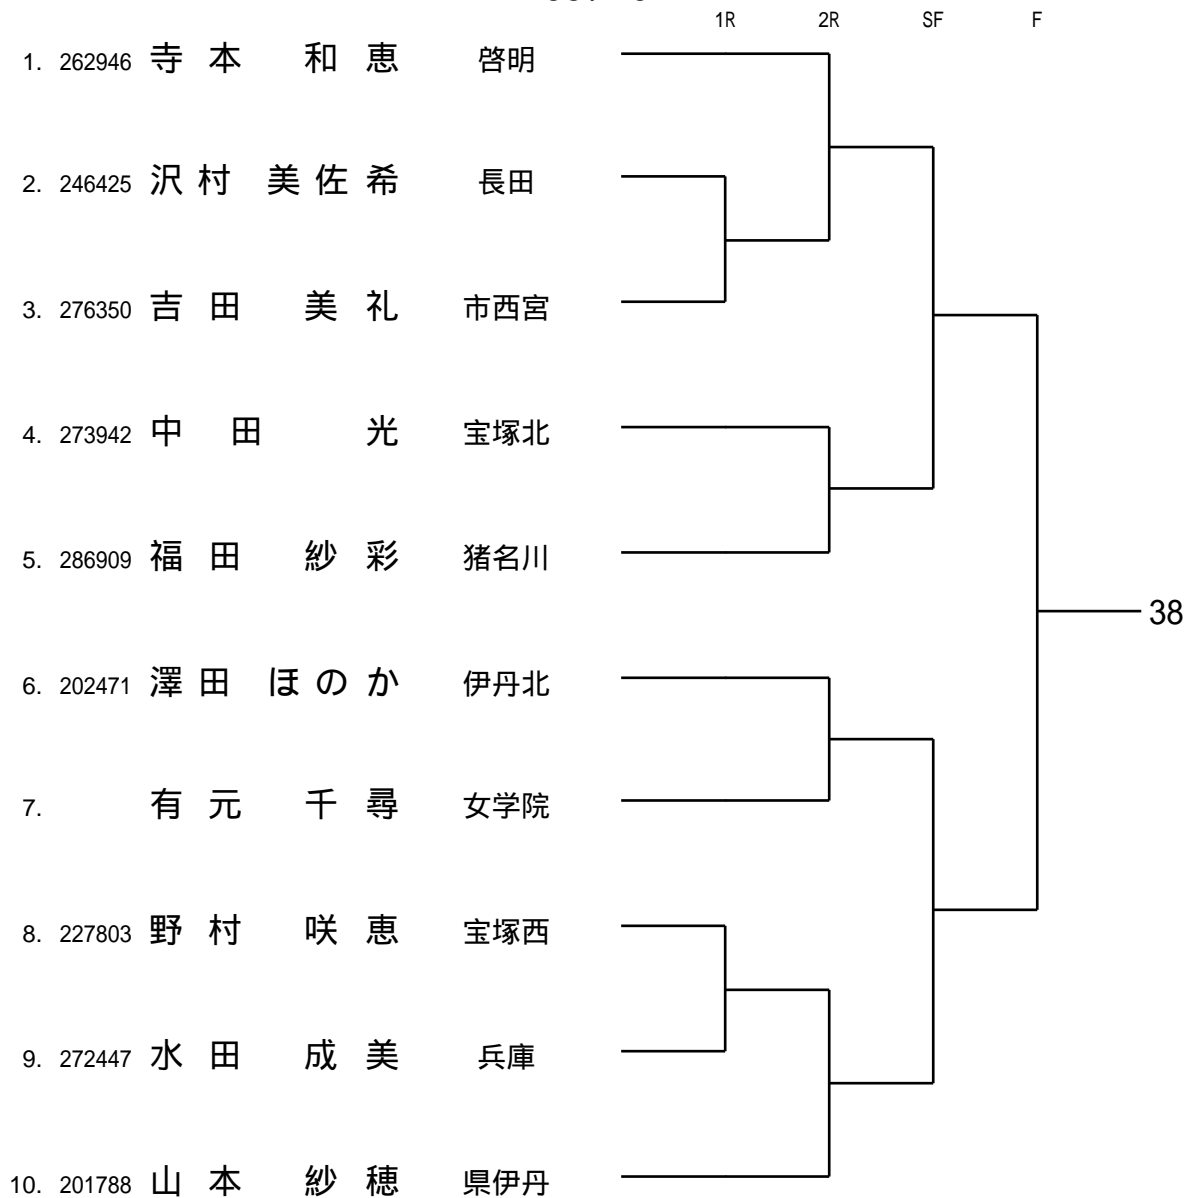 1R 2R SF F
1. 262946 寺本 和恵 啓明
2. 246425 沢村 美佐希 長田
3. 276350 吉田 美礼 市西宮
4. 273942 中田 光 宝塚北
5. 286909 福田 紗彩 猪名川
38
6. 202471 澤田 ほのか 伊丹北
7. 有元 千尋 女学院
8. 227803 野村 咲恵 宝塚西
9. 272447 水田 成美 兵庫
10. 201788 山本 紗穂 県伊丹